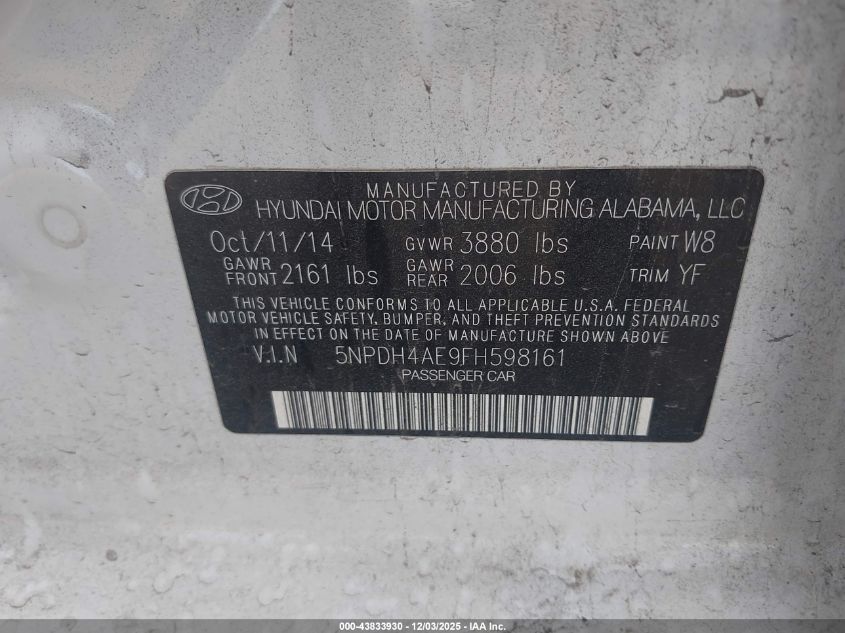 MANUFACTURED BY
HYUNDAI MOTOR MANUFACTURING ALABAMA, LLC
Oct/11/14 GVWR 3880 lbs PAINT W8
GAWR FRONT 2161 lbs GAWR REAR 2006 lbs TRIM YF
THIS VEHICLE CONFORMS TO ALL APPLICABLE U.S.A. FEDERAL
MOTOR VEHICLE SAFETY, BUMPER, AND THEFT PREVENTION STANDARDS
IN EFFECT ON THE DATE OF MANUFACTURE SHOWN ABOVE
V.I.N 5NPDH4AE9FH598161
PASSENGER CAR
000-43833930 - 12/03/2025 - IAA Inc.